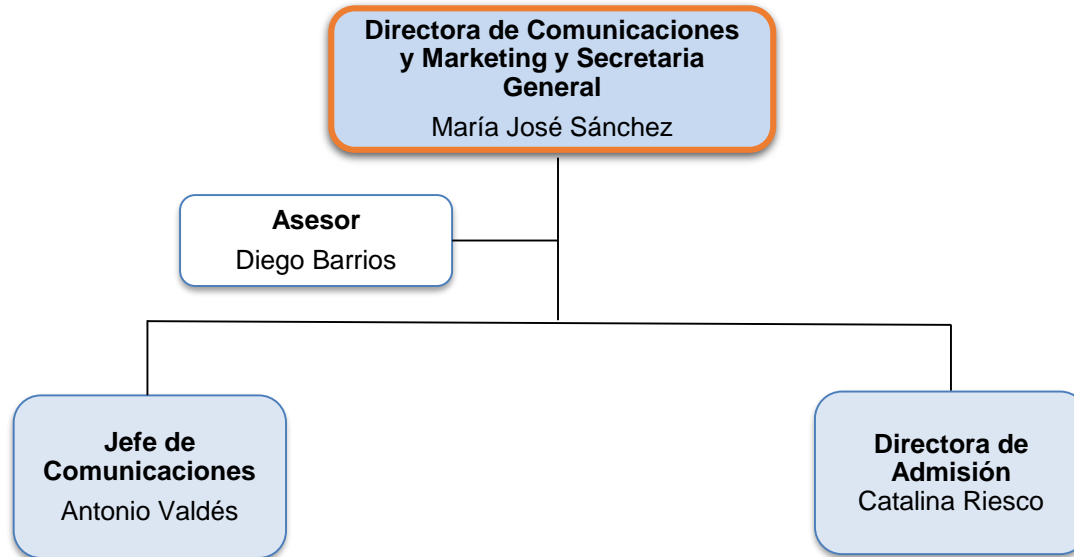 Directora de Comunicaciones
y Marketing y Secretaria
General
María José Sánchez
Asesor
Diego Barrios
Jefe de
Comunicaciones
Antonio Valdés
Directora de
Admisión
Catalina Riesco